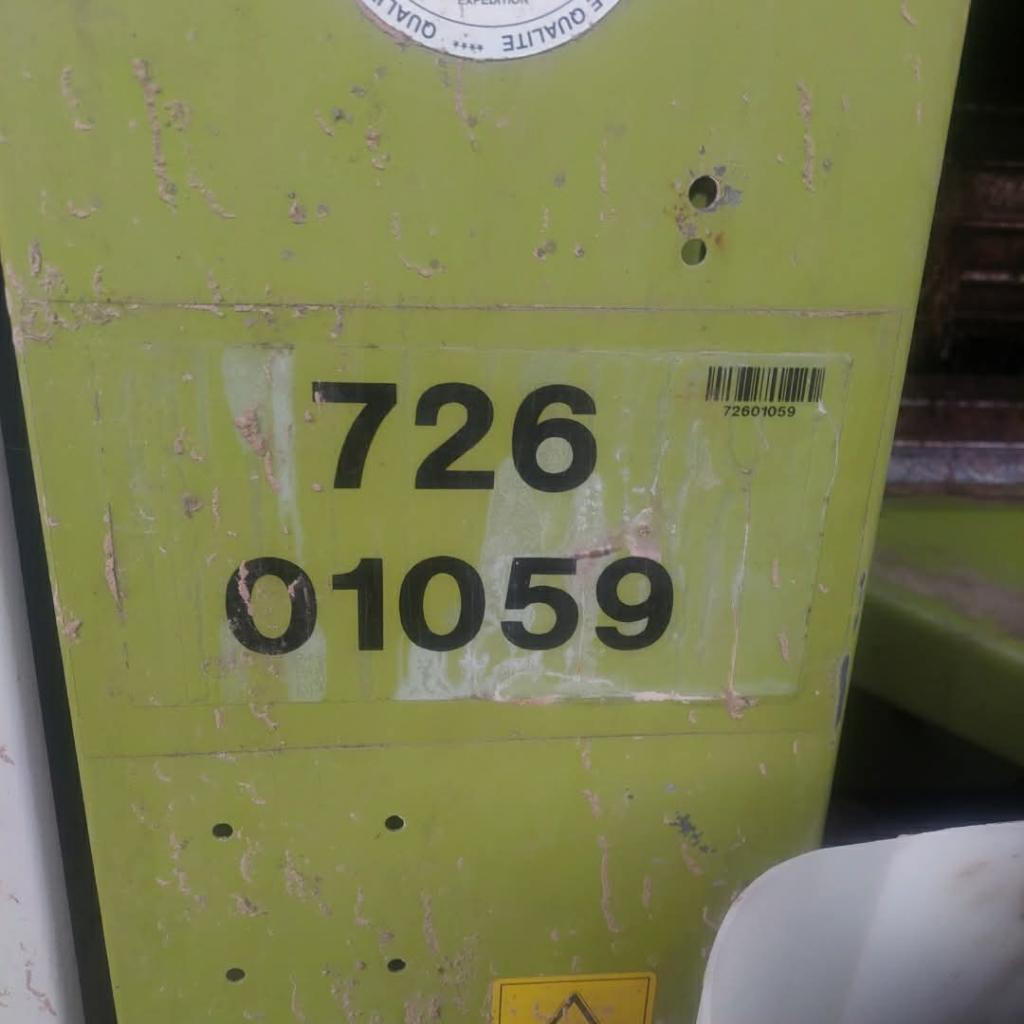 EXPEDITION
QUALITE **** E QUALITE
726
72601059
01059